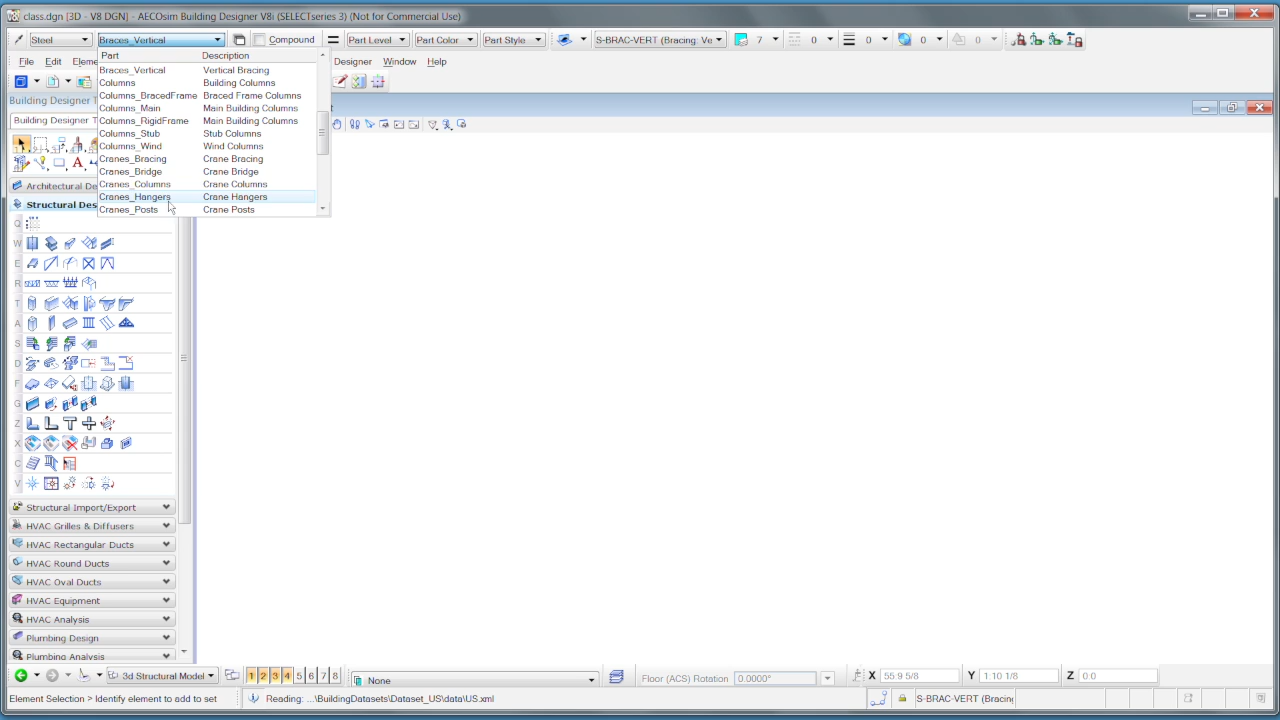 class.dgn [3D - V8 DGN] - AECOsim Building Designer V8i (SELECTseries 3) (Not for Commercial Use)
Steel Braces_Vertical Compound Part Level Part Color Part Style S-BRAC-VERT (Bracing: Ve 7 0 0 0
File Edit Eleme Designer Window Help
Part Description
Braces_Vertical Vertical Bracing
Columns Building Columns
Columns_BracedFrame Braced Frame Columns
Columns_Main Main Building Columns
Columns_RigidFrame Main Building Columns
Columns_Stub Stub Columns
Columns_Wind Wind Columns
Cranes_Bracing Crane Bracing
Cranes_Bridge Crane Bridge
Cranes_Columns Crane Columns
Cranes_Hangers Crane Hangers
Cranes_Posts Crane Posts
Building Designer T
Building Designer T
Architectural De
Structural Des
Q
W
E
R
T
A
S
D
F
G
Z
X
C
V
Structural Import/Export
HVAC Grilles & Diffusers
HVAC Rectangular Ducts
HVAC Round Ducts
HVAC Oval Ducts
HVAC Equipment
HVAC Analysis
Plumbing Design
Plumbing Analysis
3d Structural Model 1 2 3 4 5 6 7 8 None Floor (ACS) Rotation 0.0000° X 55:9 5/8 Y 1:10 1/8 Z 0:0
Element Selection > Identify element to add to set Reading: ...\BuildingDatasets\Dataset_US\data\US.xml S-BRAC-VERT (Bracing